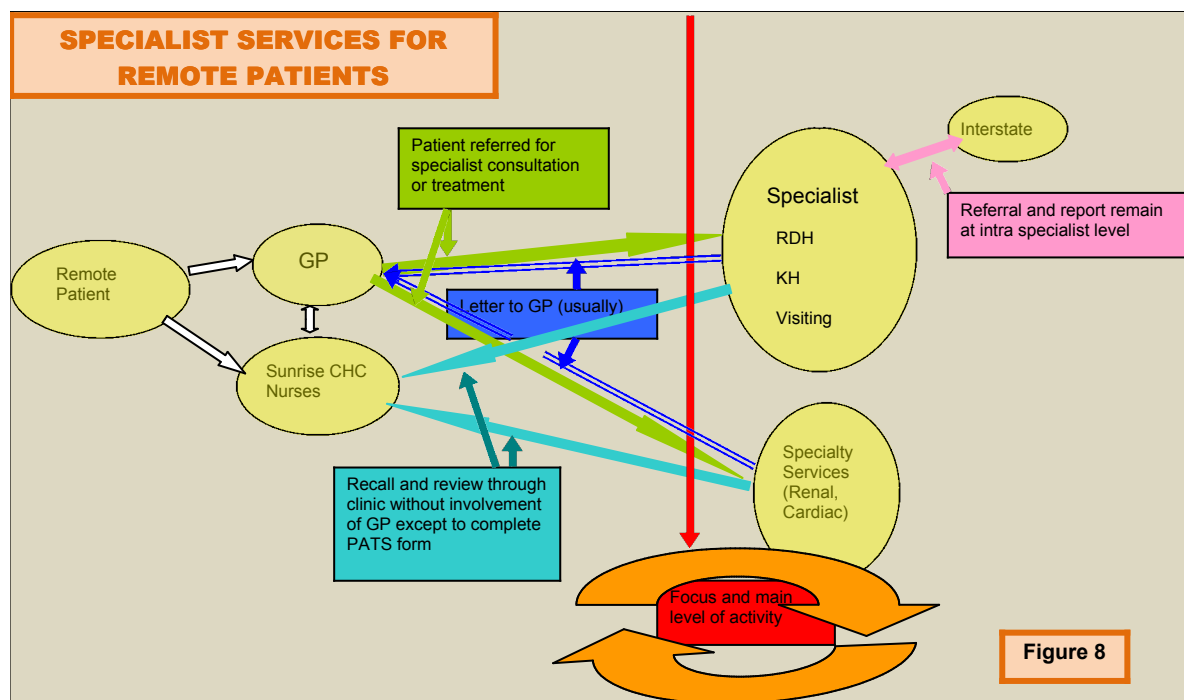 SPECIALIST SERVICES FOR
REMOTE PATIENTS
Patient referred for
specialist consultation
or treatment
Interstate
Specialist
RDH
KH
Visiting
Referral and report remain
at intra specialist level
GP
Remote
Patient
Letter to GP (usually)
Sunrise CHC
Nurses
Recall and review through
clinic without involvement
of GP except to complete
PATS form
Specialty
Services
(Renal,
Cardiac)
Focus and main
level of activity
Figure 8